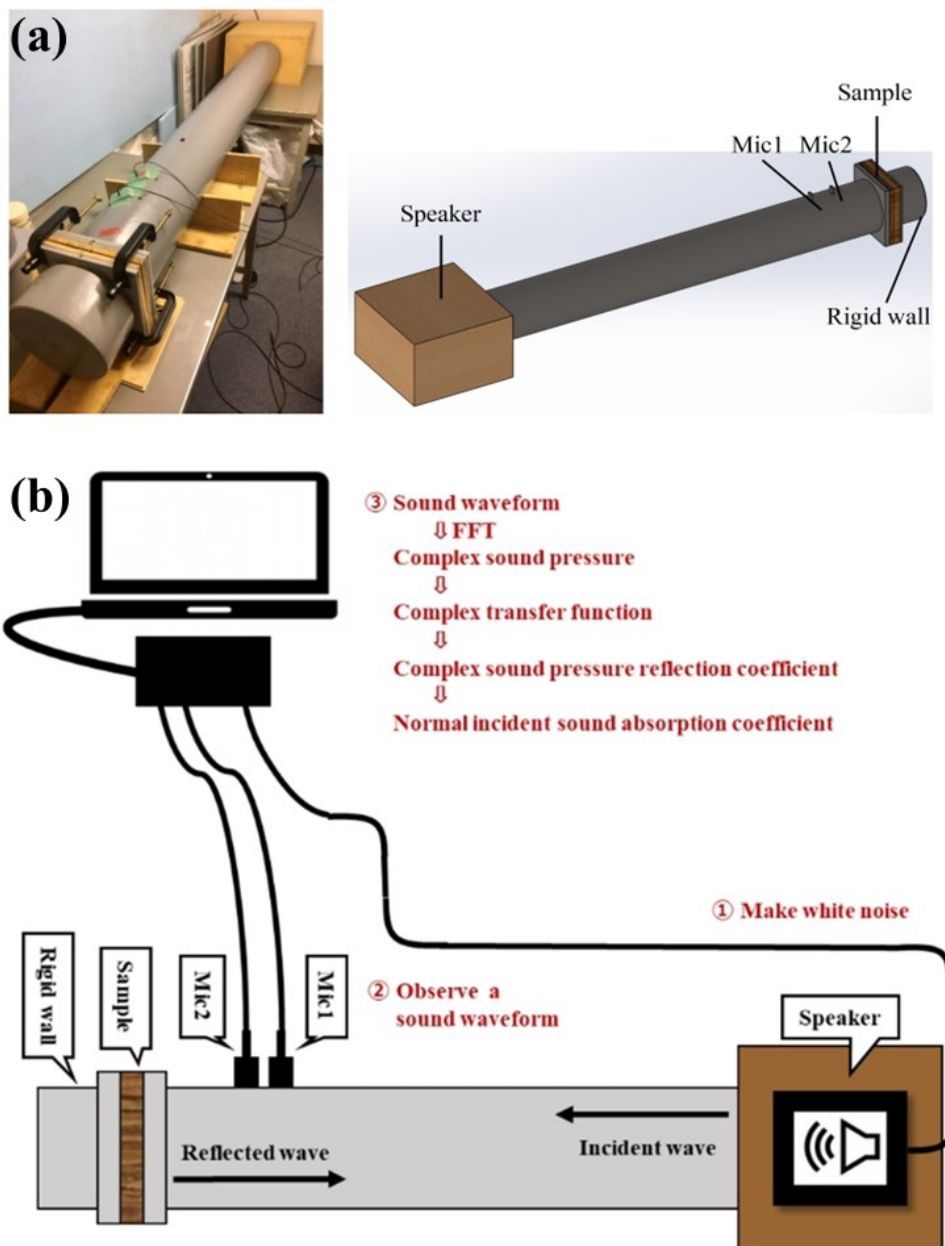 (a)
Sample
Mic1 Mic2
Speaker
Rigid wall
(b)
③ Sound waveform
⇩ FFT
Complex sound pressure
⇩
Complex transfer function
⇩
Complex sound pressure reflection coefficient
⇩
Normal incident sound absorption coefficient
① Make white noise
Rigid wall
Sample
Mic2
Mic1
② Observe a
sound waveform
Speaker
Reflected wave
Incident wave